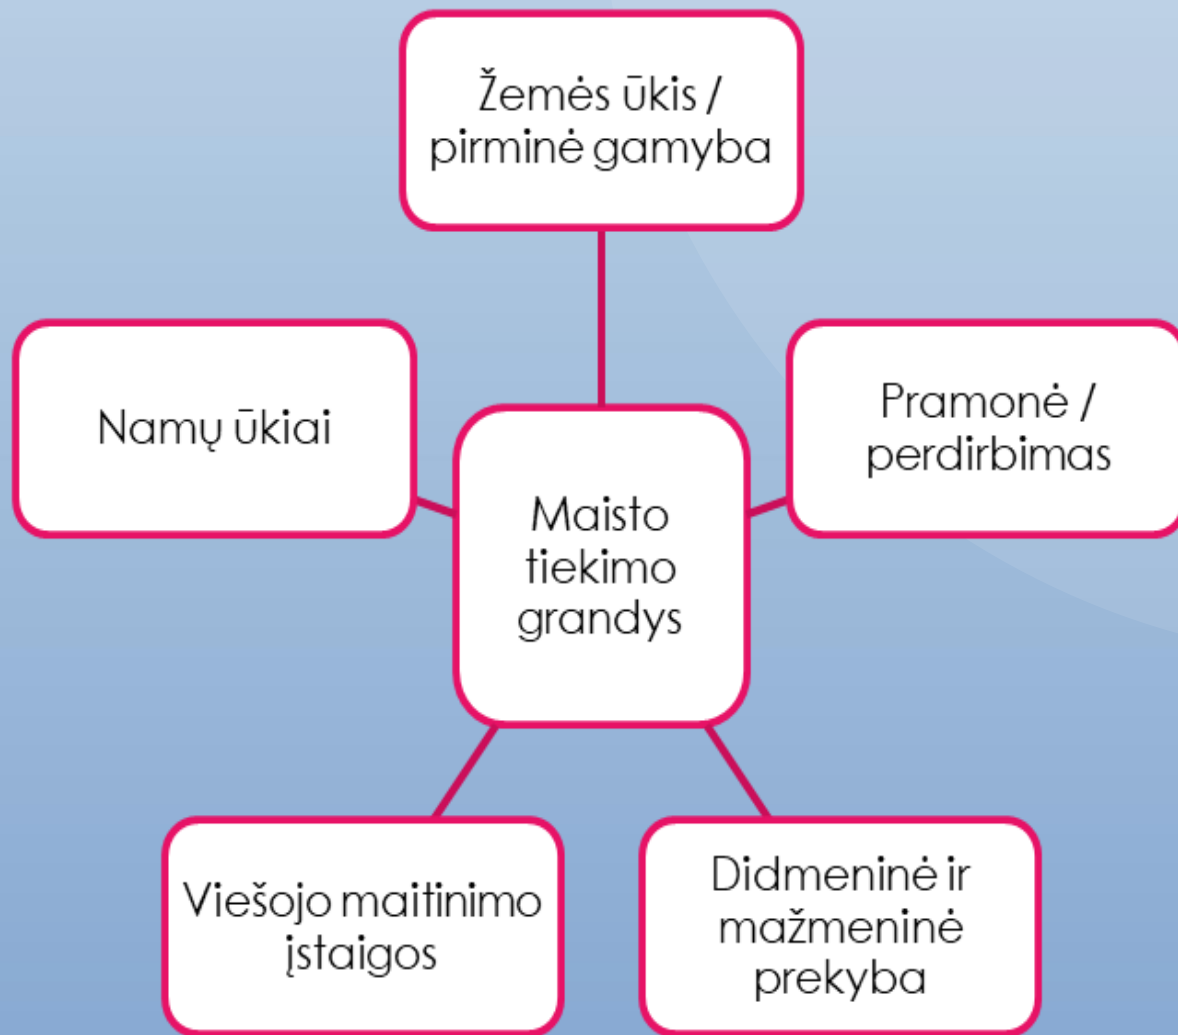 Žemės ūkis /
pirminė gamyba
Namų ūkiai
Pramonė /
perdirbimas
Maisto
tiekimo
grandys
Viešojo maitinimo
įstaigos
Didmeninė ir
mažmeninė
prekyba